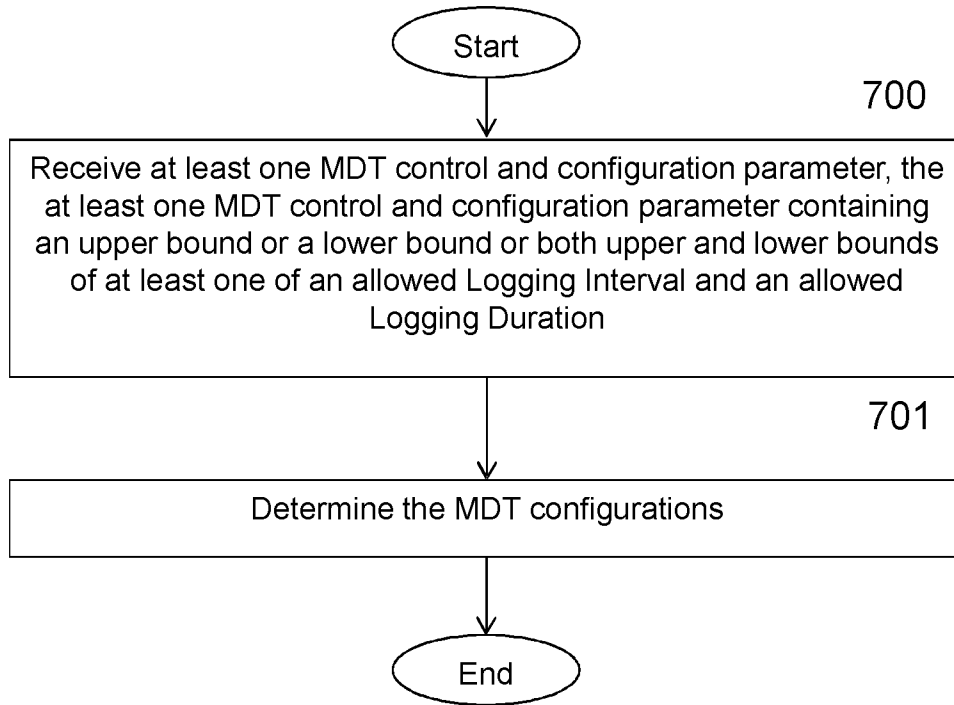 Start
700
Receive at least one MDT control and configuration parameter, the
at least one MDT control and configuration parameter containing
an upper bound or a lower bound or both upper and lower bounds
of at least one of an allowed Logging Interval and an allowed
Logging Duration
701
Determine the MDT configurations
End